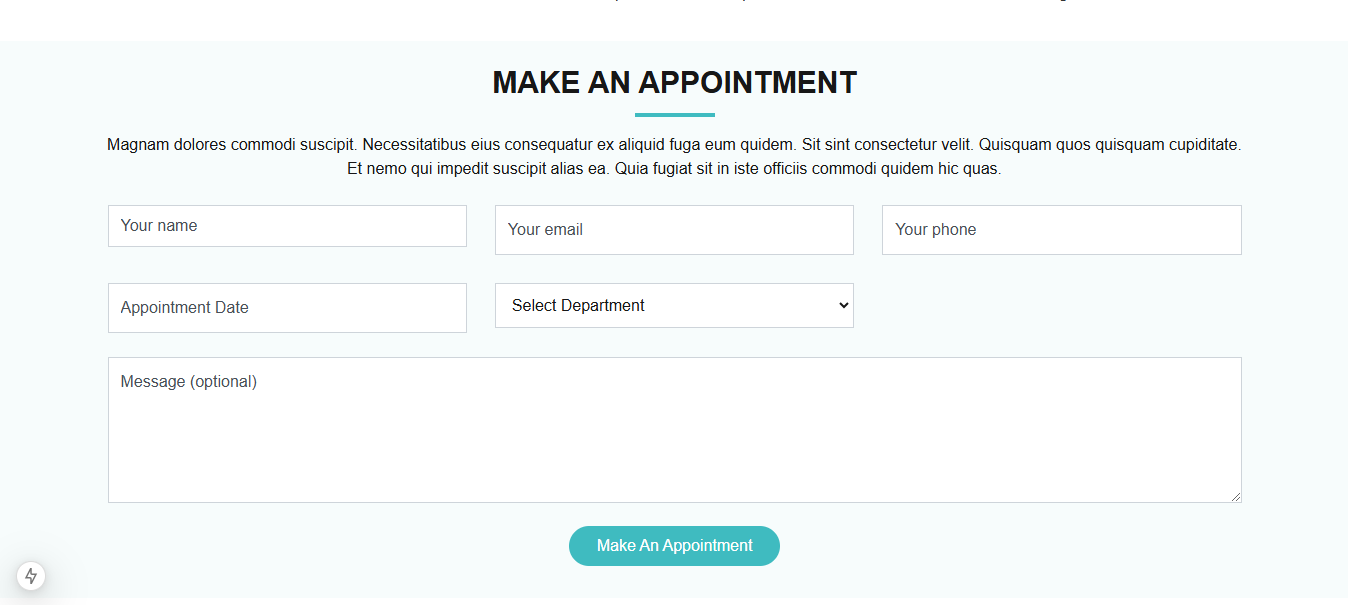 MAKE AN APPOINTMENT
Magnam dolores commodi suscipit. Necessitatibus eius consequatur ex aliquid fuga eum quidem. Sit sint consectetur velit. Quisquam quos quisquam cupiditate.
Et nemo qui impedit suscipit alias ea. Quia fugiat sit in iste officiis commodi quidem hic quas.
Your name
Your email
Your phone
Appointment Date
Select Department
Message (optional)
Make An Appointment